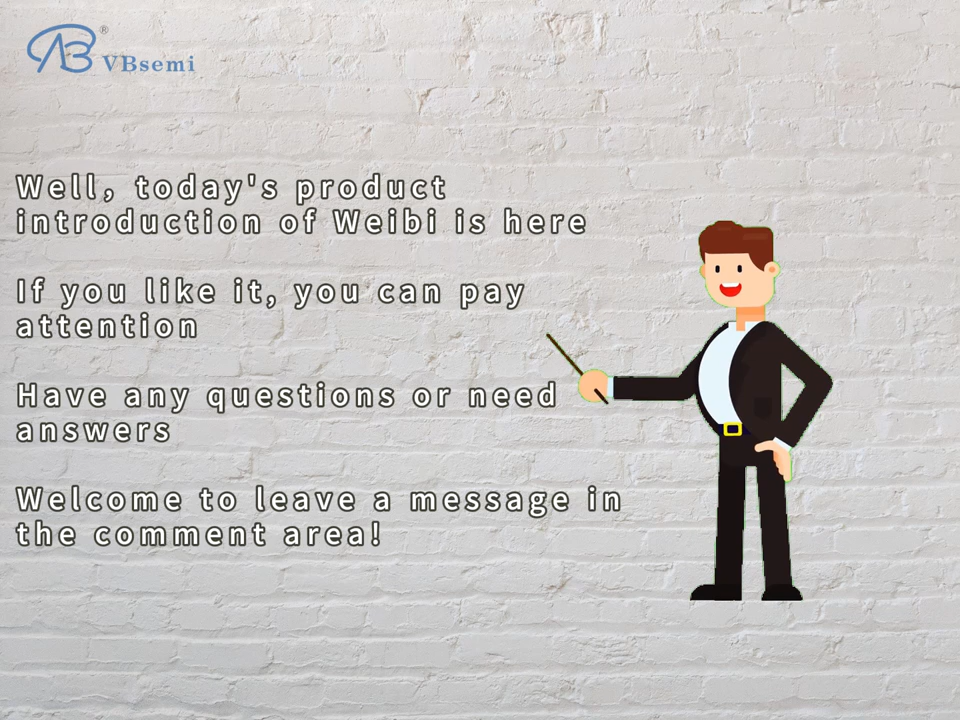 VBsemi
Well, today's product
introduction of Weibi is here
If you like it, you can pay
attention
Have any questions or need
answers
Welcome to leave a message in
the comment area!